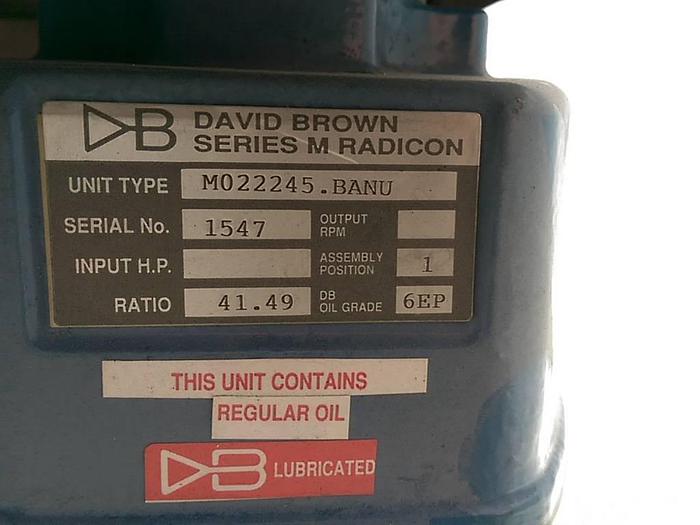 DB DAVID BROWN
SERIES M RADICON
UNIT TYPE M022245.BANU
SERIAL No. 1547 OUTPUT RPM
INPUT H.P. ASSEMBLY POSITION 1
RATIO 41.49 DB OIL GRADE 6EP
THIS UNIT CONTAINS
REGULAR OIL
DB LUBRICATED